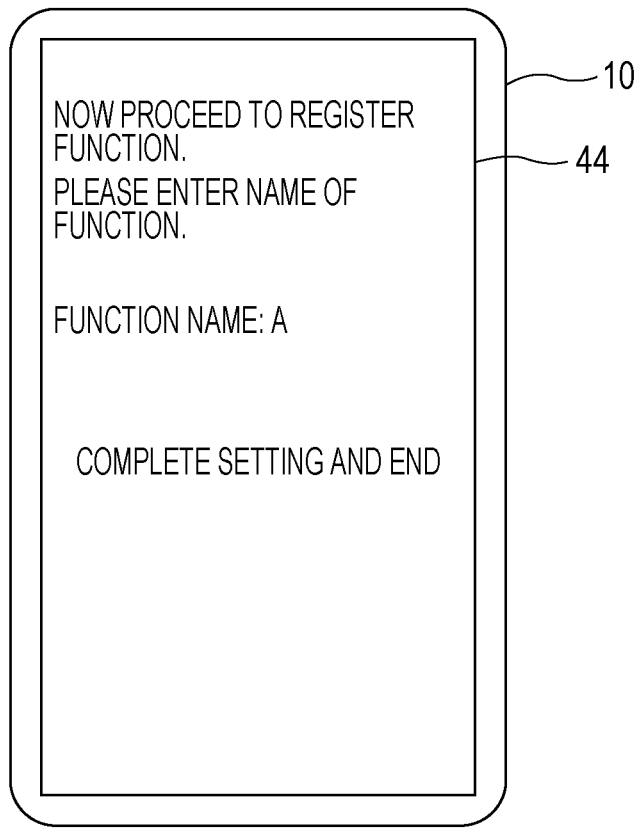 NOW PROCEED TO REGISTER
FUNCTION.
PLEASE ENTER NAME OF
FUNCTION.
FUNCTION NAME: A
COMPLETE SETTING AND END
10
44